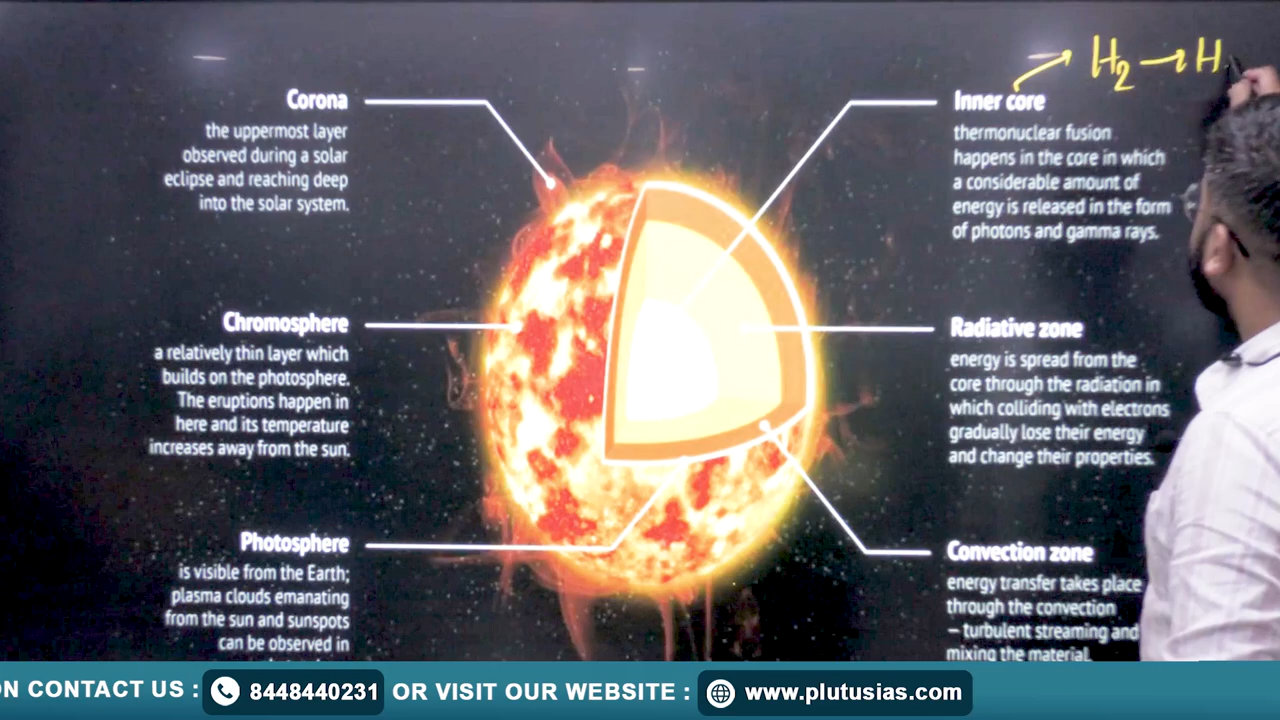 Corona
the uppermost layer
observed during a solar
eclipse and reaching deep
into the solar system.
Chromosphere
a relatively thin layer which
builds on the photosphere.
The eruptions happen in
here and its temperature
increases away from the sun.
Photosphere
is visible from the Earth;
plasma clouds emanating
from the sun and sunspots
can be observed in
H2 → H
Inner core
thermonuclear fusion
happens in the core in which
a considerable amount of
energy is released in the form
of photons and gamma rays.
Radiative zone
energy is spread from the
core through the radiation in
which colliding with electrons
gradually lose their energy
and change their properties.
Convection zone
energy transfer takes place
through the convection
– turbulent streaming and
mixing the material.
ON CONTACT US : 8448440231 OR VISIT OUR WEBSITE : www.plutusias.com